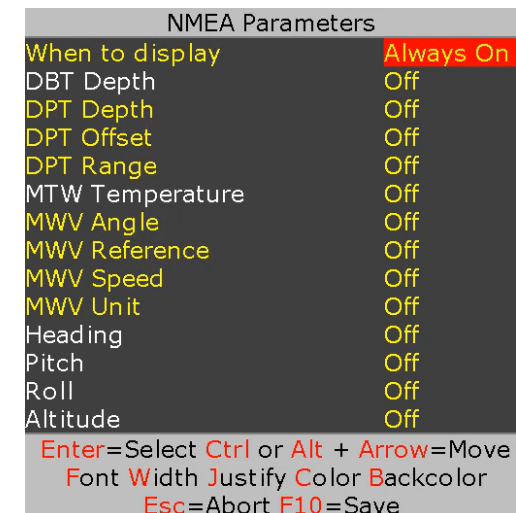 NMEA Parameters
When to display Always On
DBT Depth Off
DPT Depth Off
DPT Offset Off
DPT Range Off
MTW Temperature Off
MWV Angle Off
MWV Reference Off
MWV Speed Off
MWV Unit Off
Heading Off
Pitch Off
Roll Off
Altitude Off
Enter=Select Ctrl or Alt + Arrow=Move
Font Width Justify Color Backcolor
Esc=Abort F10=Save